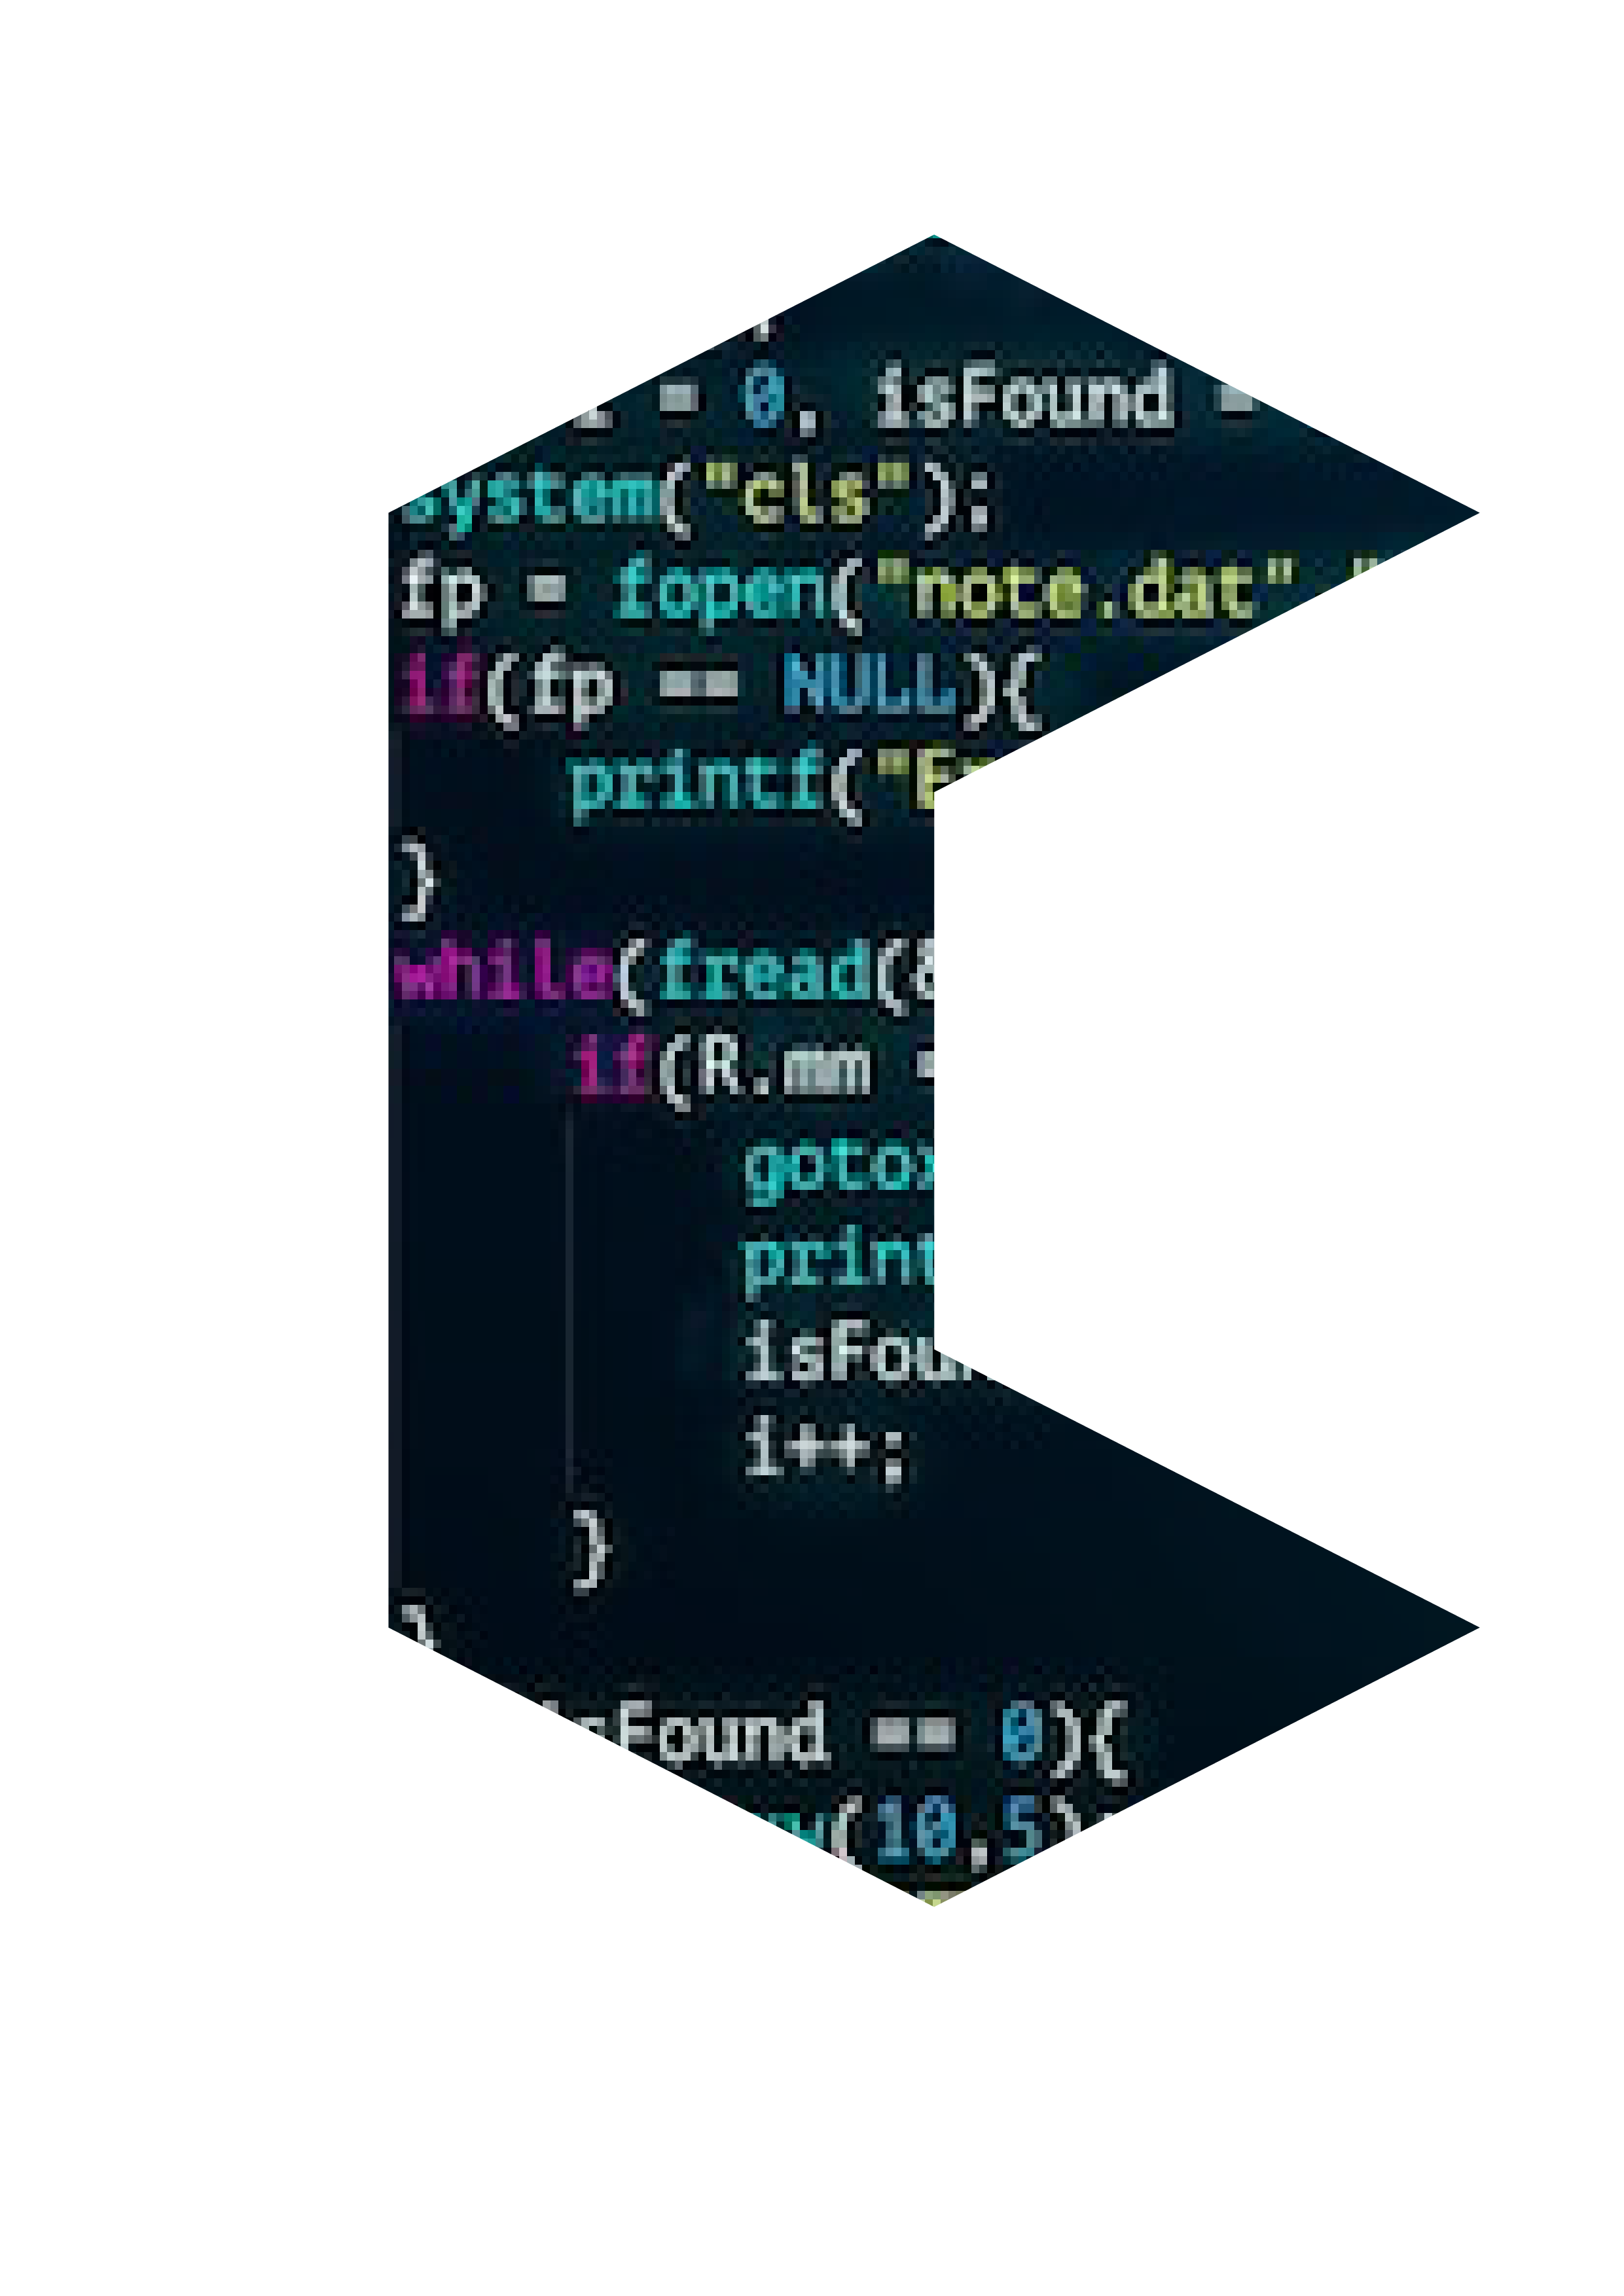 = 0, isFound =
system("cls");
fp = fopen("note.dat" "
if(fp == NULL){
printf("
}
while(fread(&
if(R.mm =
goto
print
isFou
i++;
}
}
isFound == 0){
(10,5)